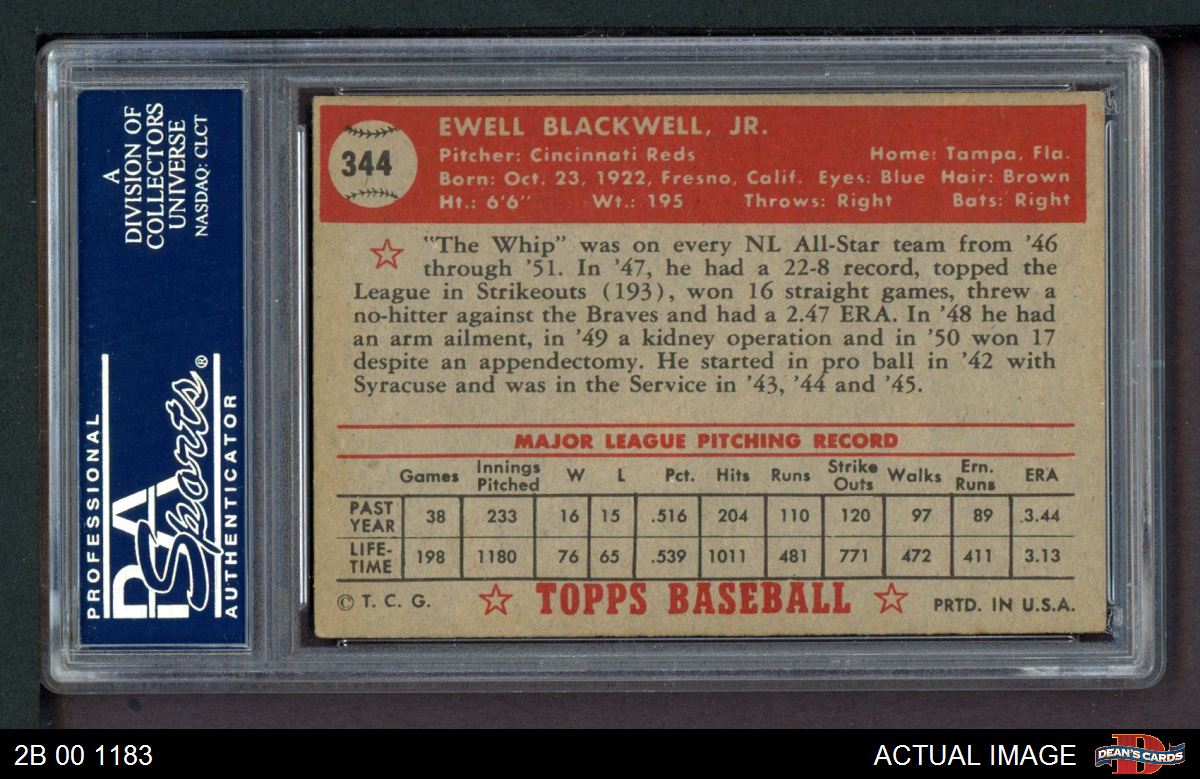 A
DIVISION OF
COLLECTORS
UNIVERSE
NASDAQ: CLCT
PROFESSIONAL
PSA
Sports®
AUTHENTICATOR
344
EWELL BLACKWELL, JR.
Pitcher: Cincinnati Reds Home: Tampa, Fla.
Born: Oct. 23, 1922, Fresno, Calif. Eyes: Blue Hair: Brown
Ht.: 6'6" Wt.: 195 Throws: Right Bats: Right
"The Whip" was on every NL All-Star team from '46
through '51. In '47, he had a 22-8 record, topped the
League in Strikeouts (193), won 16 straight games, threw a
no-hitter against the Braves and had a 2.47 ERA. In '48 he had
an arm ailment, in '49 a kidney operation and in '50 won 17
despite an appendectomy. He started in pro ball in '42 with
Syracuse and was in the Service in '43, '44 and '45.
MAJOR LEAGUE PITCHING RECORD
Games Innings Pitched W L Pct. Hits Runs Strike Outs Walks Ern. Runs ERA
PAST YEAR 38 233 16 15 .516 204 110 120 97 89 3.44
LIFE-TIME 198 1180 76 65 .539 1011 481 771 472 411 3.13
© T. C. G. TOPPS BASEBALL PRTD. IN U.S.A.
2B 00 1183 ACTUAL IMAGE
DEAN'S CARDS